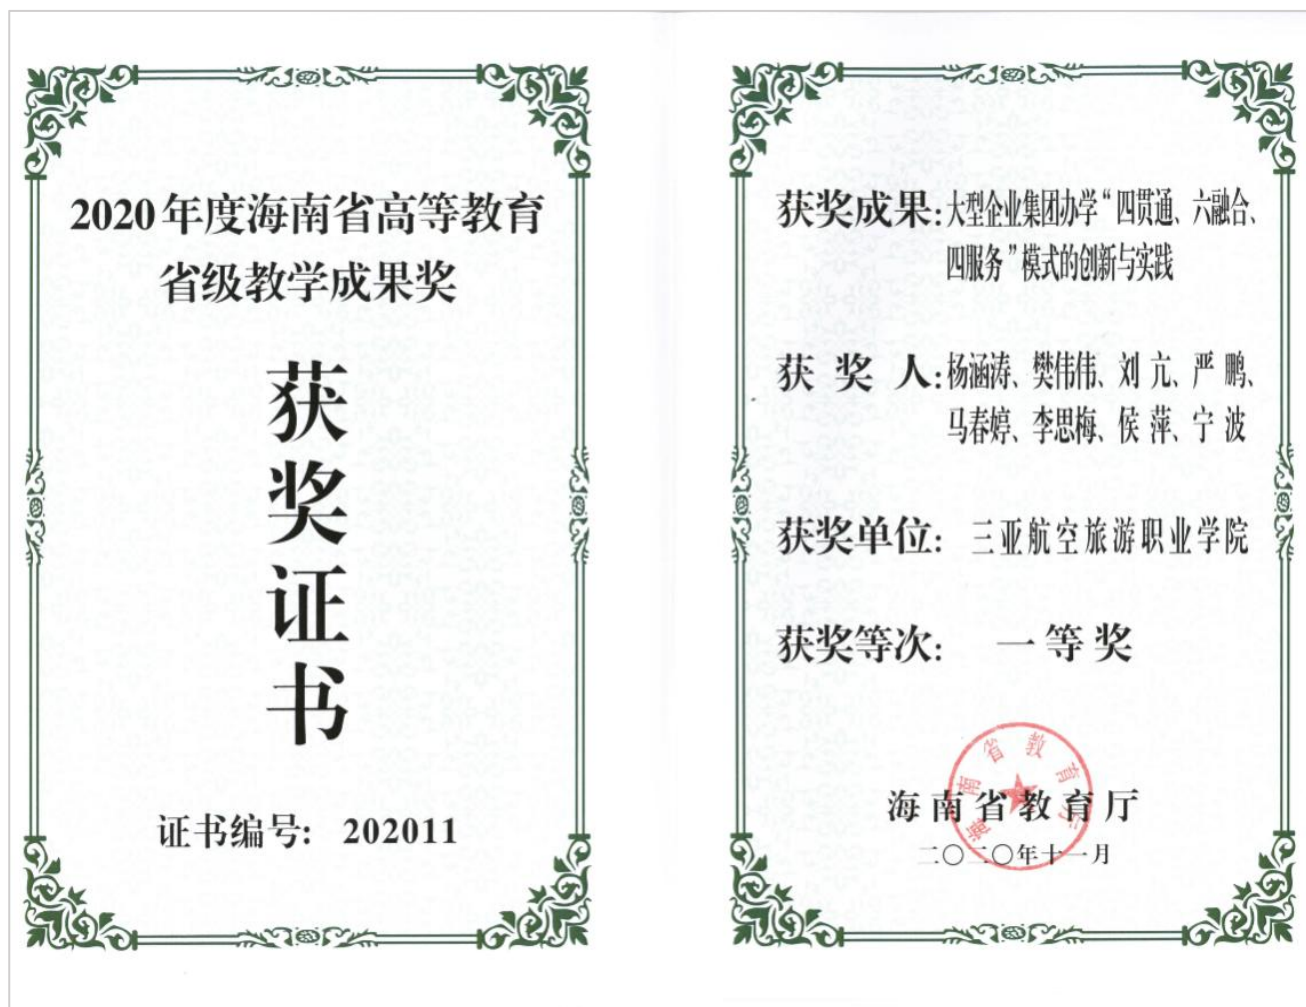 2020年度海南省高等教育
省级教学成果奖
获
奖
证
书
证书编号: 202011
获奖成果:大型企业集团办学“四贯通、六融合、
四服务”模式的创新与实践
获奖人:杨涵涛、樊伟伟、刘亢、严鹏、
马春婷、李思梅、侯萍、宁波
获奖单位: 三亚航空旅游职业学院
获奖等次: 一等奖
海南省教育厅
海南省教育厅
二〇二〇年十一月